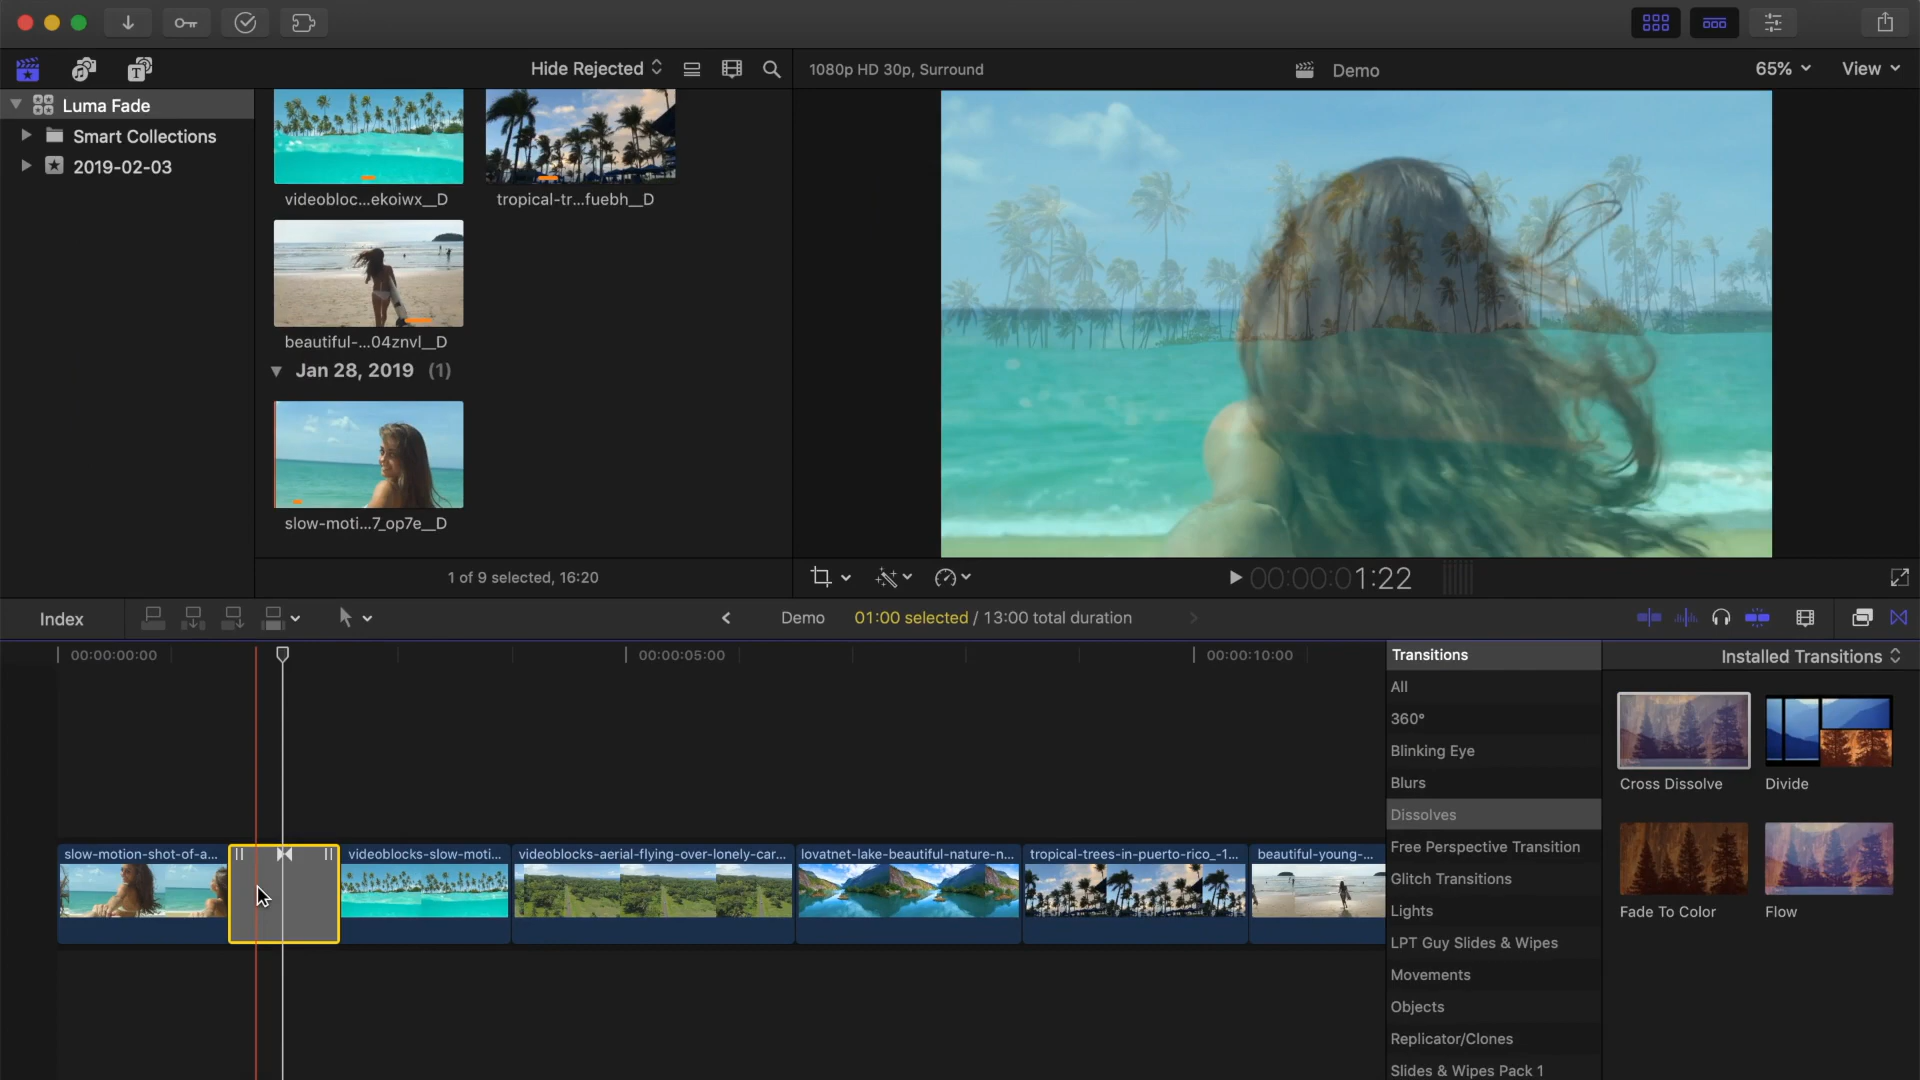 Hide Rejected
1080p HD 30p, Surround
Demo
65%
View
Luma Fade
Smart Collections
2019-02-03
videobloc...ekoiwx__D
tropical-tr...fuebh__D
beautiful-...04znvl__D
Jan 28, 2019 (1)
slow-moti...7_op7e__D
1 of 9 selected, 16:20
00:00:01:22
Index
Demo
01:00 selected / 13:00 total duration
00:00:00:00
00:00:05:00
00:00:10:00
Transitions
Installed Transitions
All
360°
Blinking Eye
Blurs
Dissolves
Free Perspective Transition
Glitch Transitions
Lights
LPT Guy Slides & Wipes
Movements
Objects
Replicator/Clones
Slides & Wipes Pack 1
Cross Dissolve
Divide
Fade To Color
Flow
slow-motion-shot-of-a...
videoblocks-slow-moti...
videoblocks-aerial-flying-over-lonely-car...
lovatnet-lake-beautiful-nature-n...
tropical-trees-in-puerto-rico_-1...
beautiful-young-...